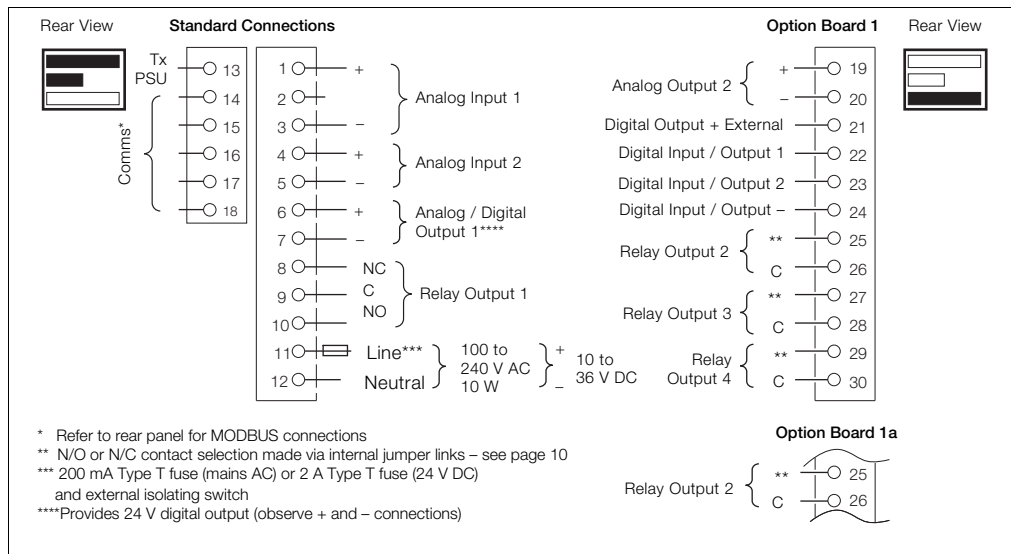 Rear View
Standard Connections
Option Board 1
Rear View
Tx
PSU
13
14
15
16
17
18
Comms*
1 +
2
3 –
Analog Input 1
4 +
5 –
Analog Input 2
6 +
7 –
Analog / Digital
Output 1****
8 NC
9 C
10 NO
Relay Output 1
11 Line***
12 Neutral
100 to
240 V AC
10 W
+
–
10 to
36 V DC
Analog Output 2
+ 19
– 20
Digital Output + External 21
Digital Input / Output 1 22
Digital Input / Output 2 23
Digital Input / Output – 24
Relay Output 2
** 25
C 26
Relay Output 3
** 27
C 28
Relay
Output 4
** 29
C 30
* Refer to rear panel for MODBUS connections
** N/O or N/C contact selection made via internal jumper links – see page 10
*** 200 mA Type T fuse (mains AC) or 2 A Type T fuse (24 V DC)
and external isolating switch
****Provides 24 V digital output (observe + and – connections)
Option Board 1a
Relay Output 2
** 25
C 26